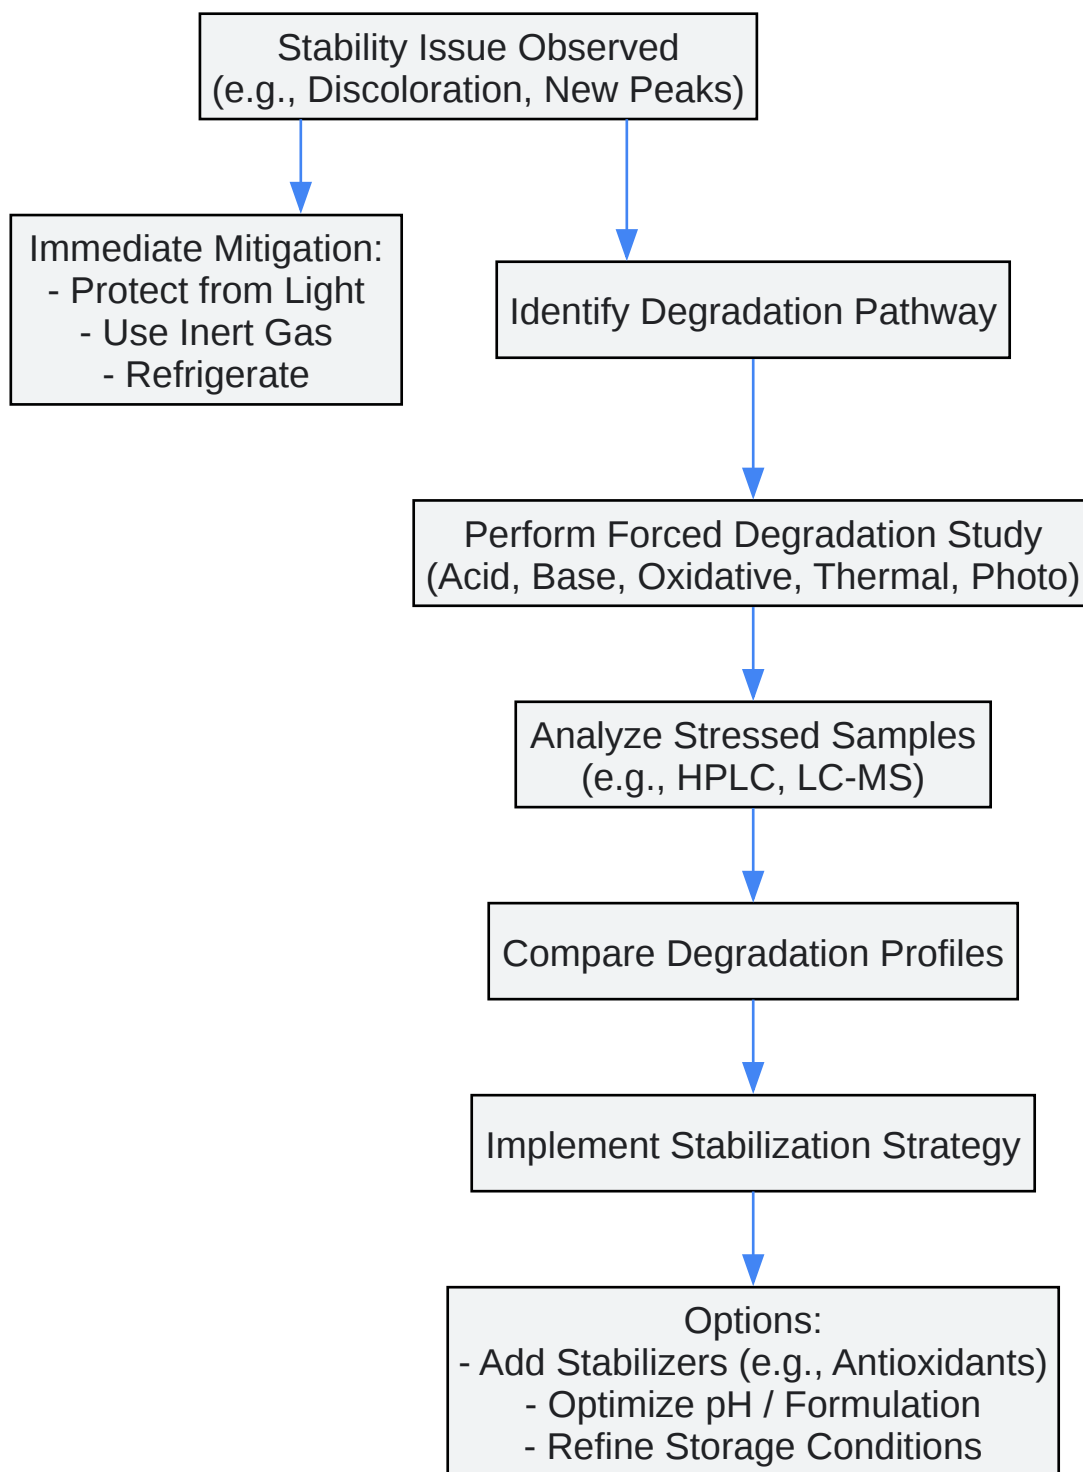 Stability Issue Observed
(e.g., Discoloration, New Peaks)
Immediate Mitigation:
- Protect from Light
- Use Inert Gas
- Refrigerate
Identify Degradation Pathway
Perform Forced Degradation Study
(Acid, Base, Oxidative, Thermal, Photo)
Analyze Stressed Samples
(e.g., HPLC, LC-MS)
Compare Degradation Profiles
Implement Stabilization Strategy
Options:
- Add Stabilizers (e.g., Antioxidants)
- Optimize pH / Formulation
- Refine Storage Conditions